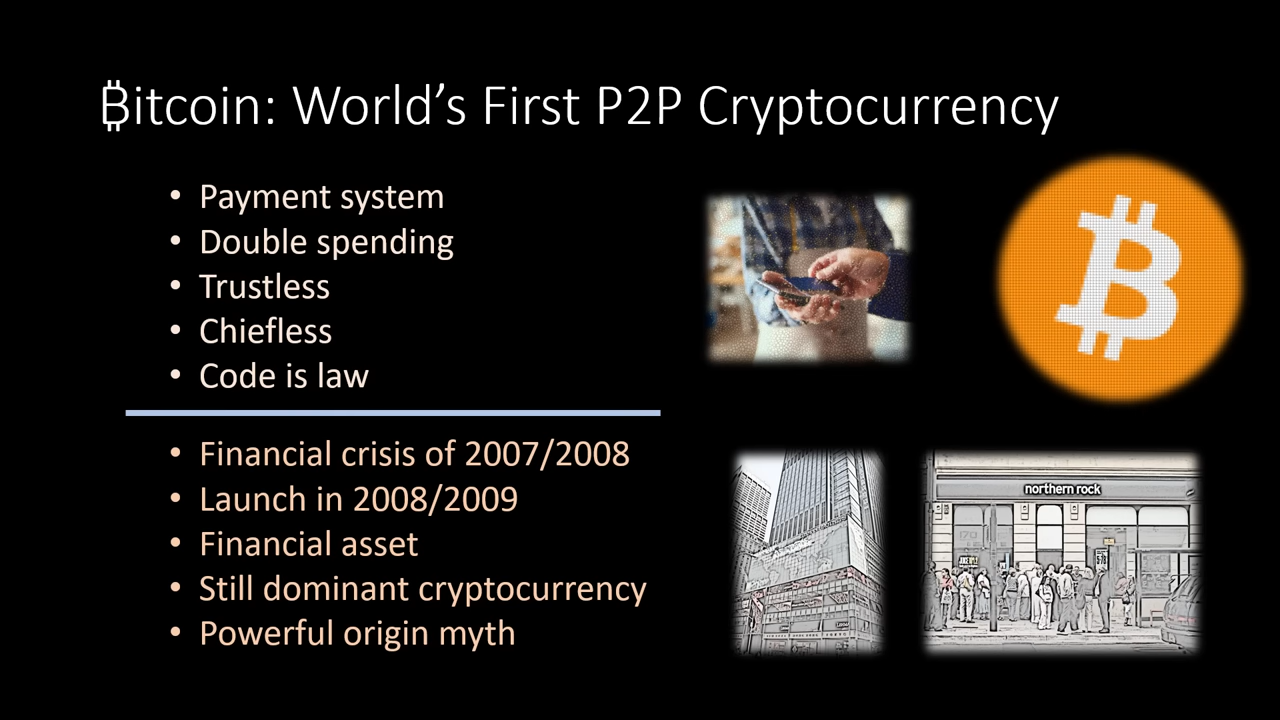 ₿itcoin: World’s First P2P Cryptocurrency
• Payment system
• Double spending
• Trustless
• Chiefless
• Code is law
• Financial crisis of 2007/2008
• Launch in 2008/2009
• Financial asset
• Still dominant cryptocurrency
• Powerful origin myth
northern rock